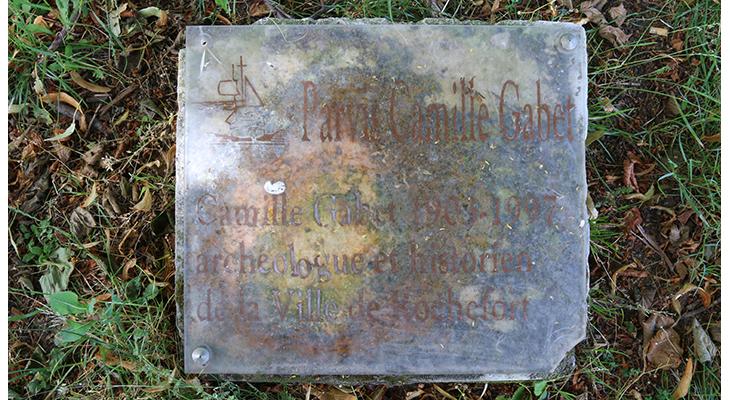 Parvis Camille Gabet
Camille Gabet 1903-1997
archéologue et historien
de la Ville de Rochefort